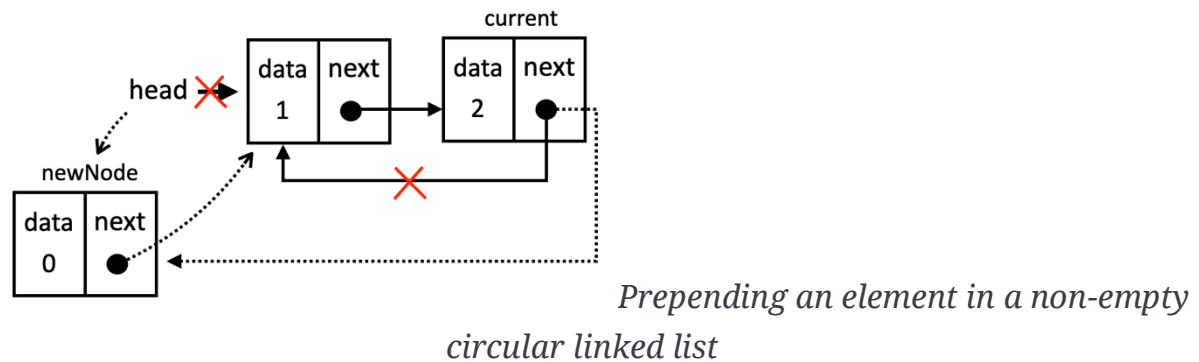 current
data next
1
data next
2
head
newNode
data next
0
Prepending an element in a non-empty
circular linked list